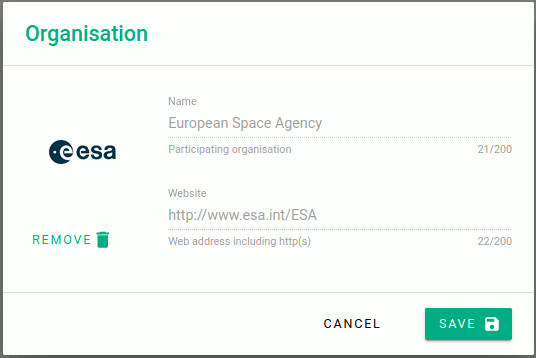 Organisation
esa
Name
European Space Agency
Participating organisation 21/200
Website
http://www.esa.int/ESA
Web address including http(s) 22/200
REMOVE
CANCEL SAVE